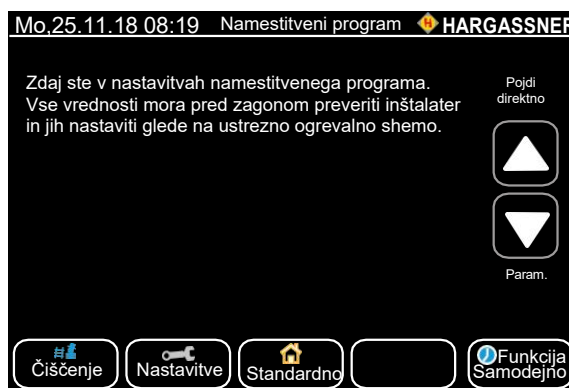 Mo,25.11.18 08:19 Namestitveni program HARGASSNER
Zdaj ste v nastavitvah namestitvenega programa.
Vse vrednosti mora pred zagonom preveriti inštalater
in jih nastaviti glede na ustrezno ogrevalno shemo.
Pojdi
direktno
Param.
Čiščenje
Nastavitve
Standardno
Funkcija
Samodejno